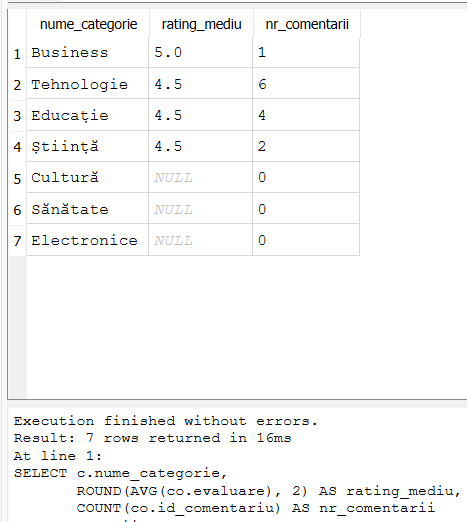 nume_categorie rating_mediu nr_comentarii
1 Business 5.0 1
2 Tehnologie 4.5 6
3 Educație 4.5 4
4 Știință 4.5 2
5 Cultură NULL 0
6 Sănătate NULL 0
7 Electronice NULL 0
Execution finished without errors.
Result: 7 rows returned in 16ms
At line 1:
SELECT c.nume_categorie,
ROUND(AVG(co.evaluare), 2) AS rating_mediu,
COUNT(co.id_comentariu) AS nr_comentarii